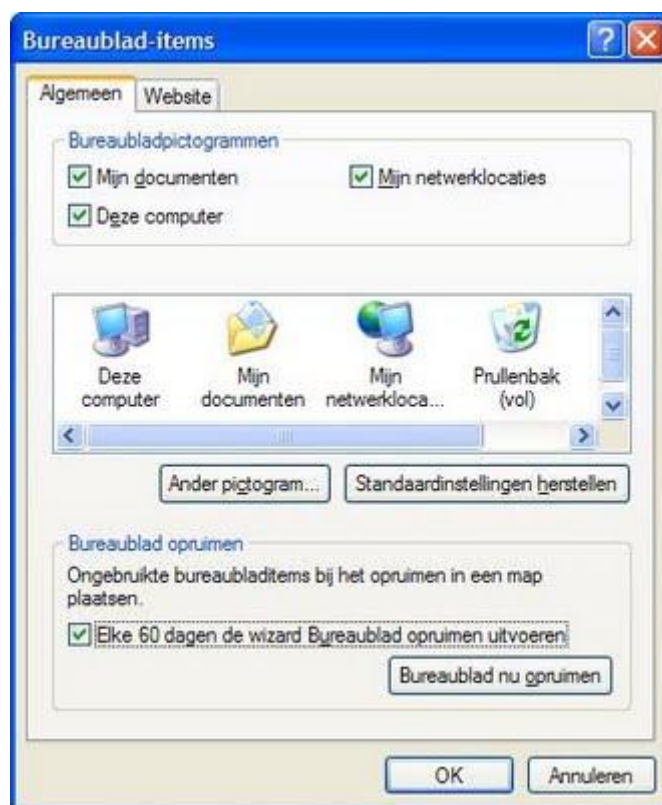 Bureaublad-items
Algemeen Website
Bureaubladpictogrammen
Mijn documenten Mijn netwerklocaties
Deze computer
Deze computer
Mijn documenten
Mijn netwerkloca...
Prullenbak (vol)
Ander pictogram... Standaardinstellingen herstellen
Bureaublad opruimen
Ongebruikte bureaubladitems bij het opruimen in een map
plaatsen.
Elke 60 dagen de wizard Bureaublad opruimen uitvoeren
Bureaublad nu opruimen
OK Annuleren